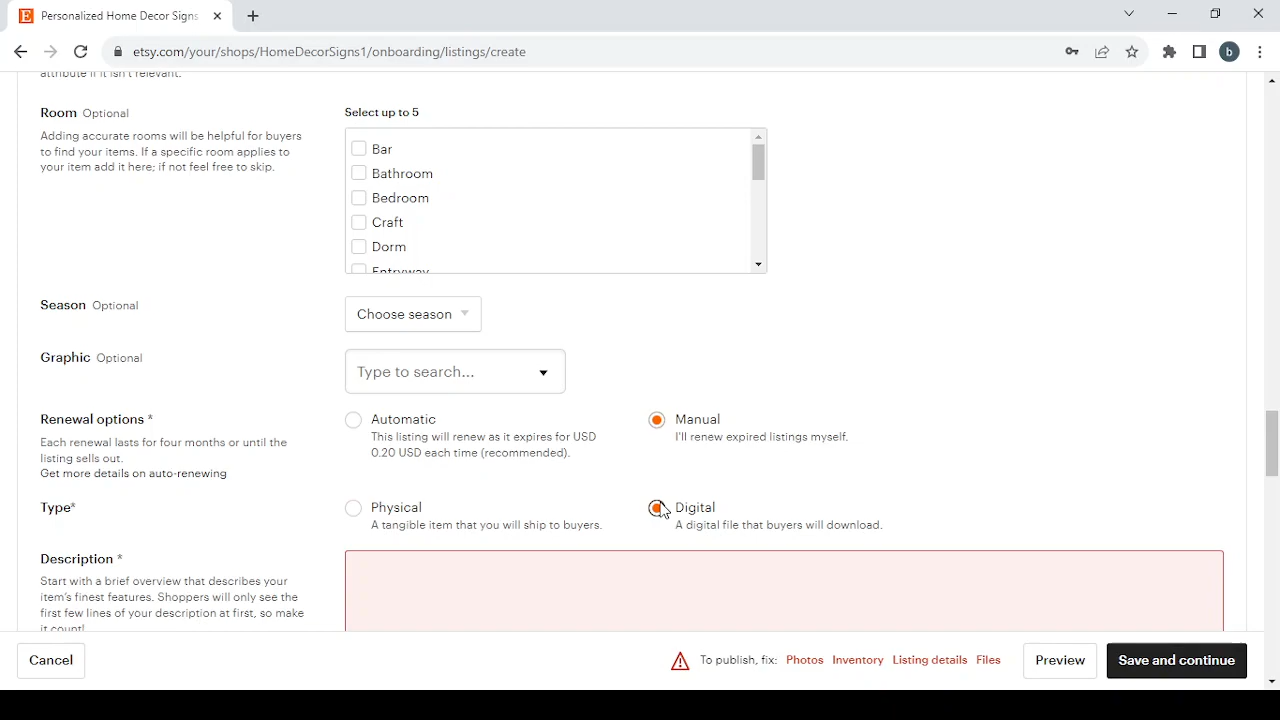 Personalized Home Decor Signs
etsy.com/your/shops/HomeDecorSigns1/onboarding/listings/create
b
attribute if it isn't relevant.
Room Optional
Adding accurate rooms will be helpful for buyers
to find your items. If a specific room applies to
your item add it here; if not feel free to skip.
Select up to 5
Bar
Bathroom
Bedroom
Craft
Dorm
Entryway
Season Optional
Choose season
Graphic Optional
Type to search...
Renewal options *
Each renewal lasts for four months or until the
listing sells out.
Get more details on auto-renewing
Automatic
This listing will renew as it expires for USD
0.20 USD each time (recommended).
Manual
I'll renew expired listings myself.
Type*
Physical
A tangible item that you will ship to buyers.
Digital
A digital file that buyers will download.
Description *
Start with a brief overview that describes your
item's finest features. Shoppers will only see the
first few lines of your description at first, so make
it count!
Cancel
To publish, fix: Photos Inventory Listing details Files
Preview
Save and continue